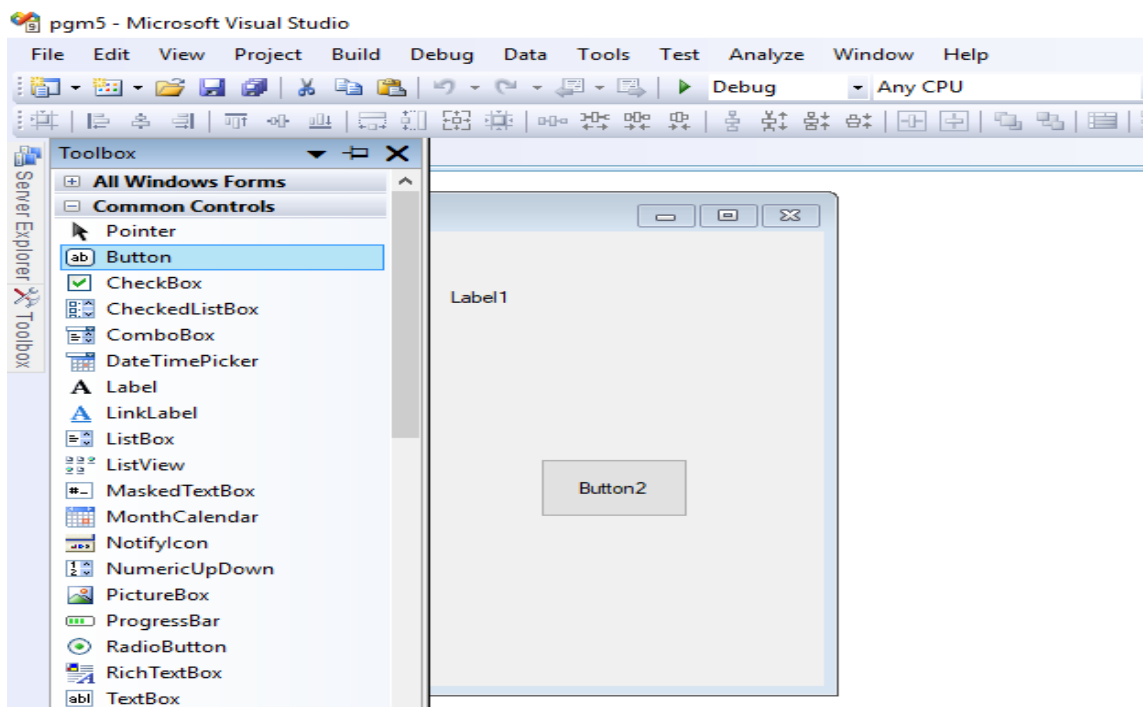 pgm5 - Microsoft Visual Studio
File Edit View Project Build Debug Data Tools Test Analyze Window Help
Debug Any CPU
Server Explorer
Toolbox
Toolbox
All Windows Forms
Common Controls
Pointer
Button
CheckBox
CheckedListBox
ComboBox
DateTimePicker
Label
LinkLabel
ListBox
ListView
MaskedTextBox
MonthCalendar
NotifyIcon
NumericUpDown
PictureBox
ProgressBar
RadioButton
RichTextBox
TextBox
Label1
Button2